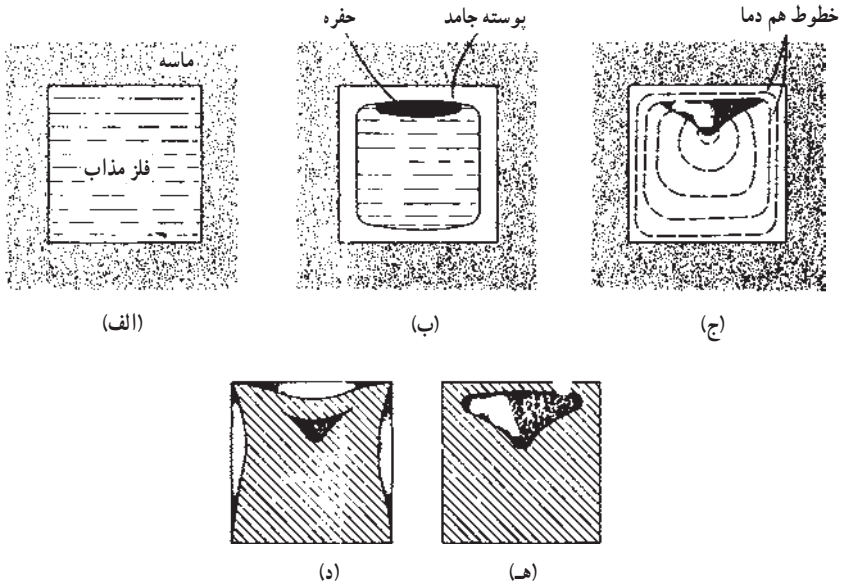 حفره
پوسته جامد
خطوط هم دما
ماسه
فلز مذاب
(الف)
(ب)
(ج)
(د)
(هـ)